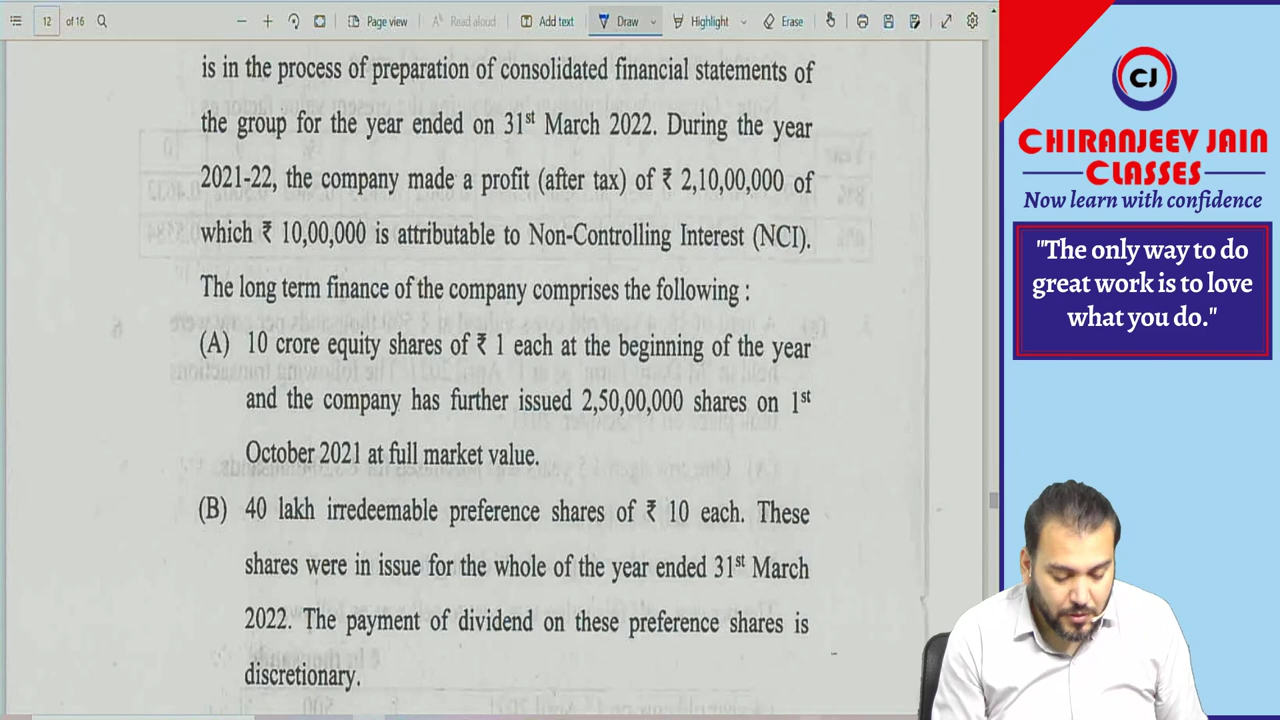 12 of 16 Page view Read aloud Add text Draw Highlight Erase
is in the process of preparation of consolidated financial statements of
the group for the year ended on 31st March 2022. During the year
2021-22, the company made a profit (after tax) of ₹ 2,10,00,000 of
which ₹ 10,00,000 is attributable to Non-Controlling Interest (NCI).
The long term finance of the company comprises the following :
(A) 10 crore equity shares of ₹ 1 each at the beginning of the year
and the company has further issued 2,50,00,000 shares on 1st
October 2021 at full market value.
(B) 40 lakh irredeemable preference shares of ₹ 10 each. These
shares were in issue for the whole of the year ended 31st March
2022. The payment of dividend on these preference shares is
discretionary.
CJ
CHIRANJEEV JAIN
CLASSES
Now learn with confidence
"The only way to do
great work is to love
what you do."